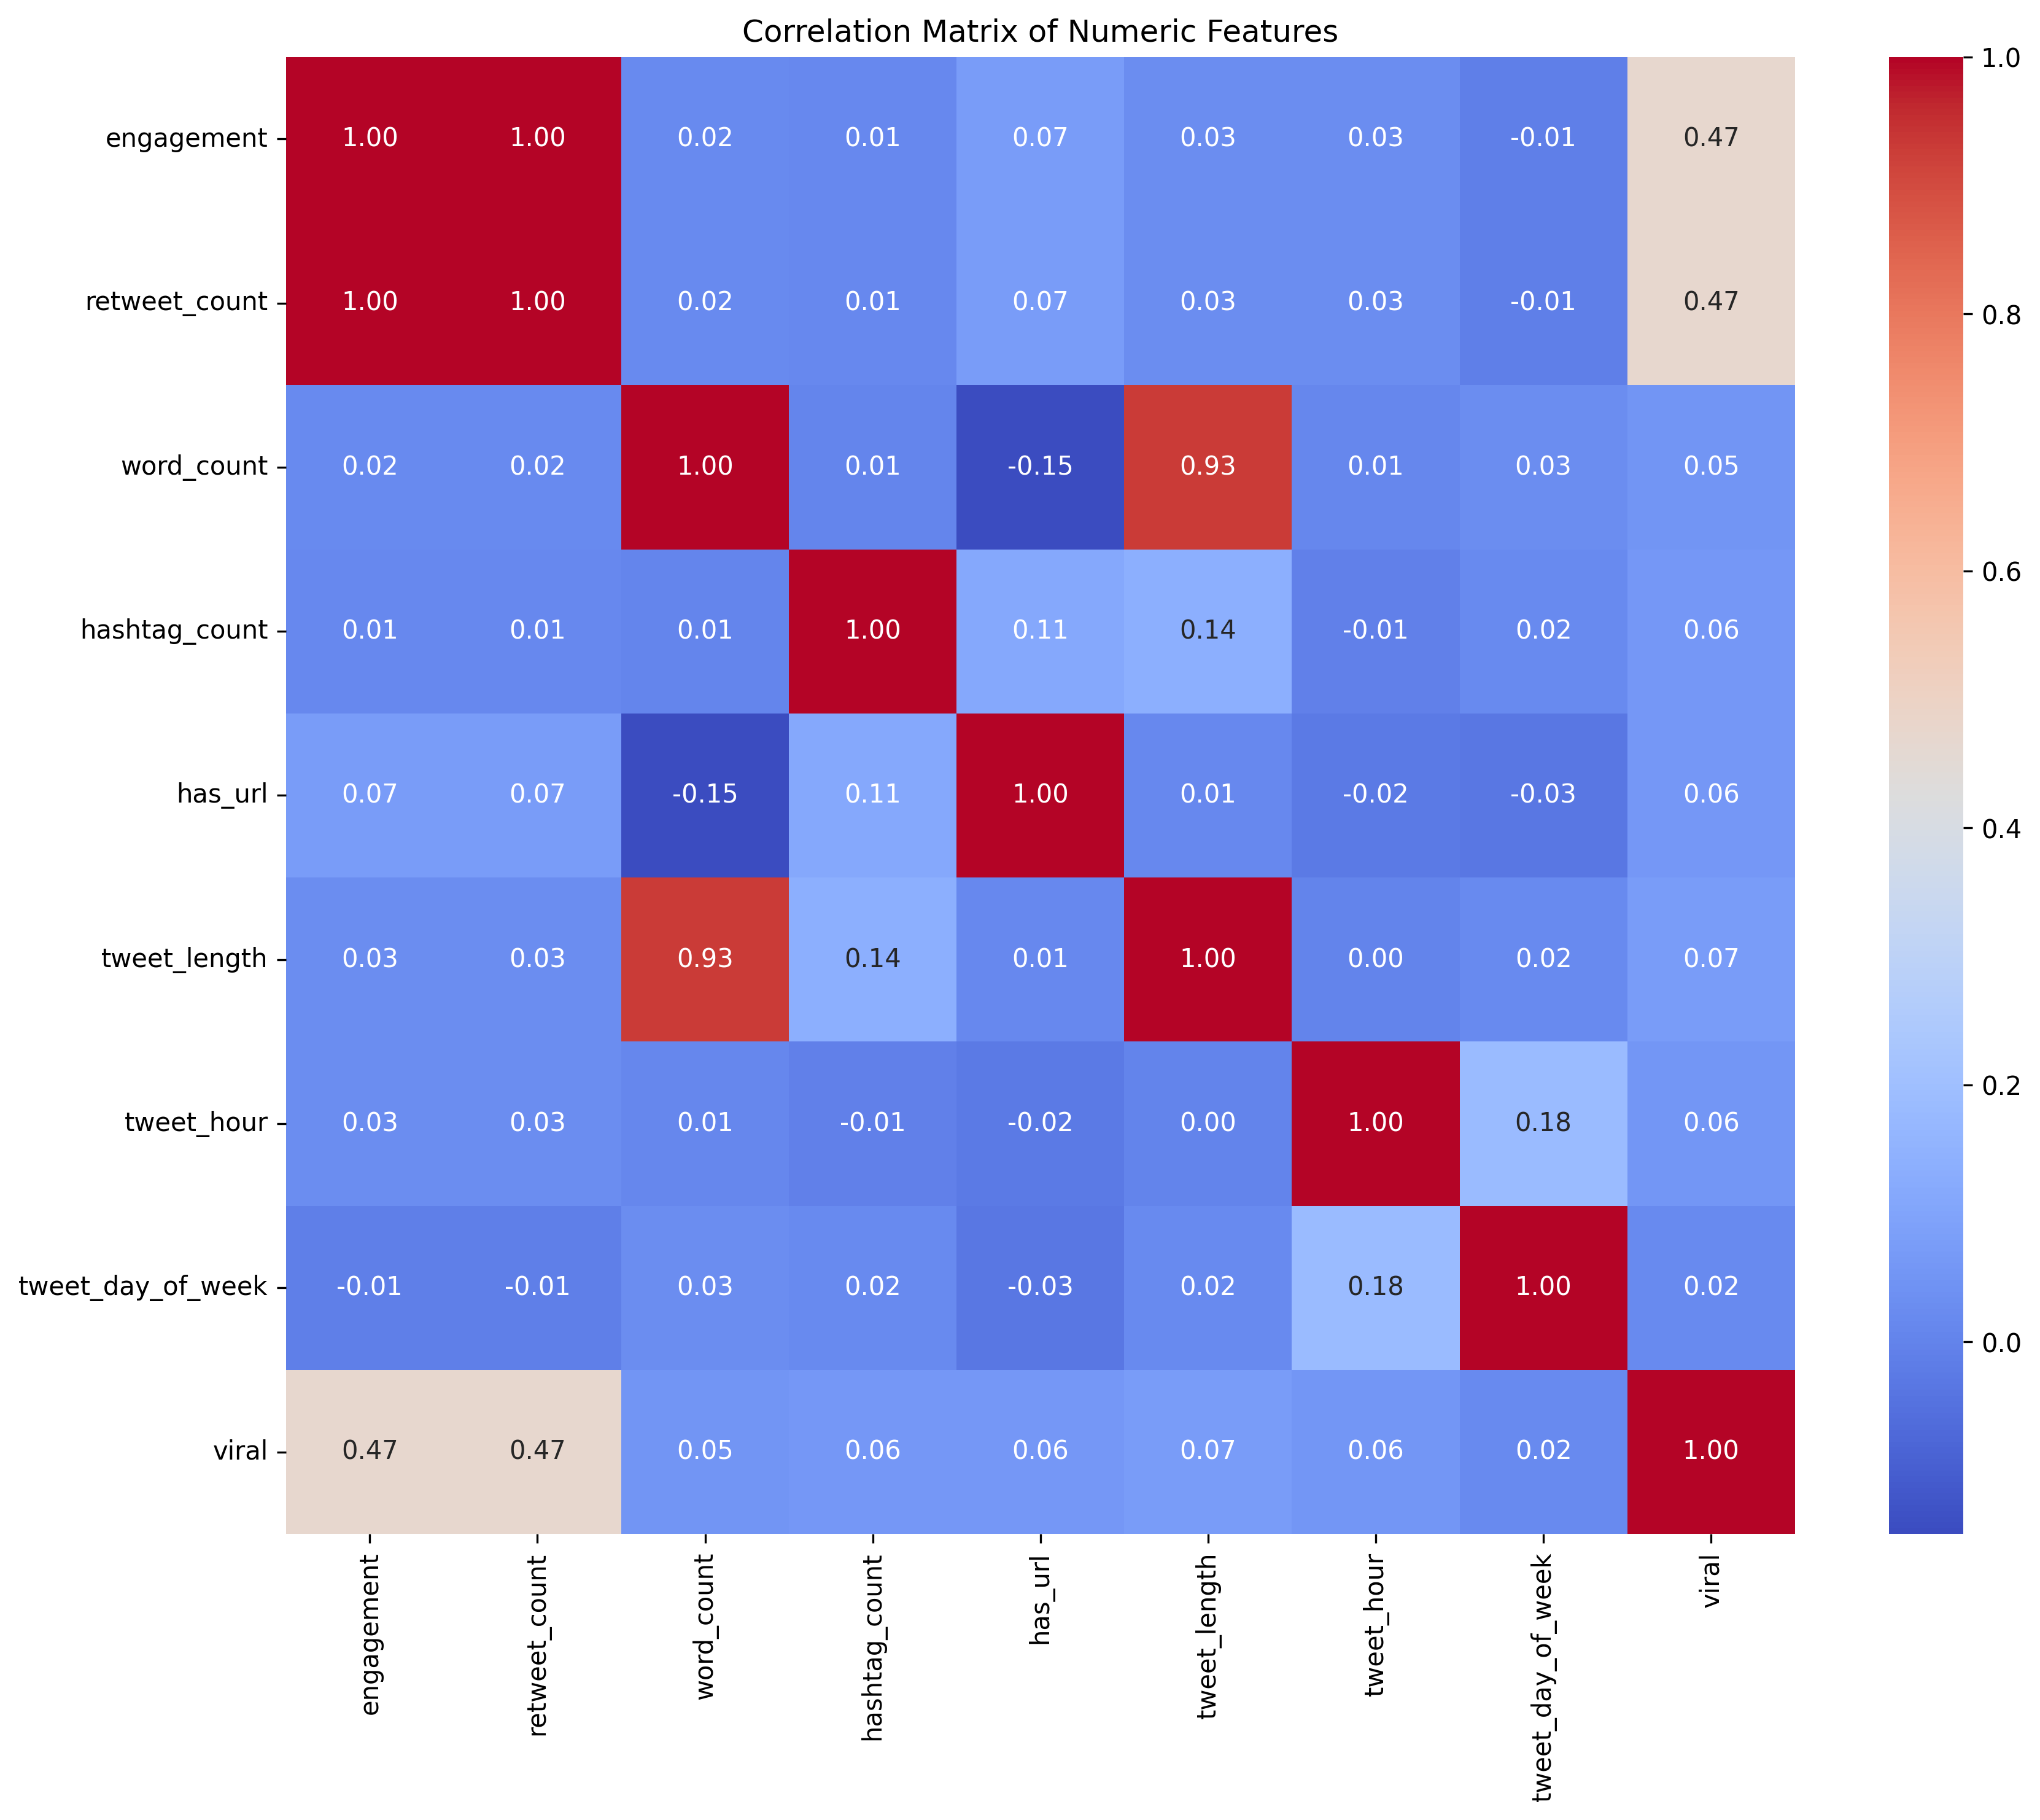 Correlation Matrix of Numeric Features
engagement 1.00 1.00 0.02 0.01 0.07 0.03 0.03 -0.01 0.47
retweet_count 1.00 1.00 0.02 0.01 0.07 0.03 0.03 -0.01 0.47
word_count 0.02 0.02 1.00 0.01 -0.15 0.93 0.01 0.03 0.05
hashtag_count 0.01 0.01 0.01 1.00 0.11 0.14 -0.01 0.02 0.06
has_url 0.07 0.07 -0.15 0.11 1.00 0.01 -0.02 -0.03 0.06
tweet_length 0.03 0.03 0.93 0.14 0.01 1.00 0.00 0.02 0.07
tweet_hour 0.03 0.03 0.01 -0.01 -0.02 0.00 1.00 0.18 0.06
tweet_day_of_week -0.01 -0.01 0.03 0.02 -0.03 0.02 0.18 1.00 0.02
viral 0.47 0.47 0.05 0.06 0.06 0.07 0.06 0.02 1.00
engagement
retweet_count
word_count
hashtag_count
has_url
tweet_length
tweet_hour
tweet_day_of_week
viral
1.0
0.8
0.6
0.4
0.2
0.0